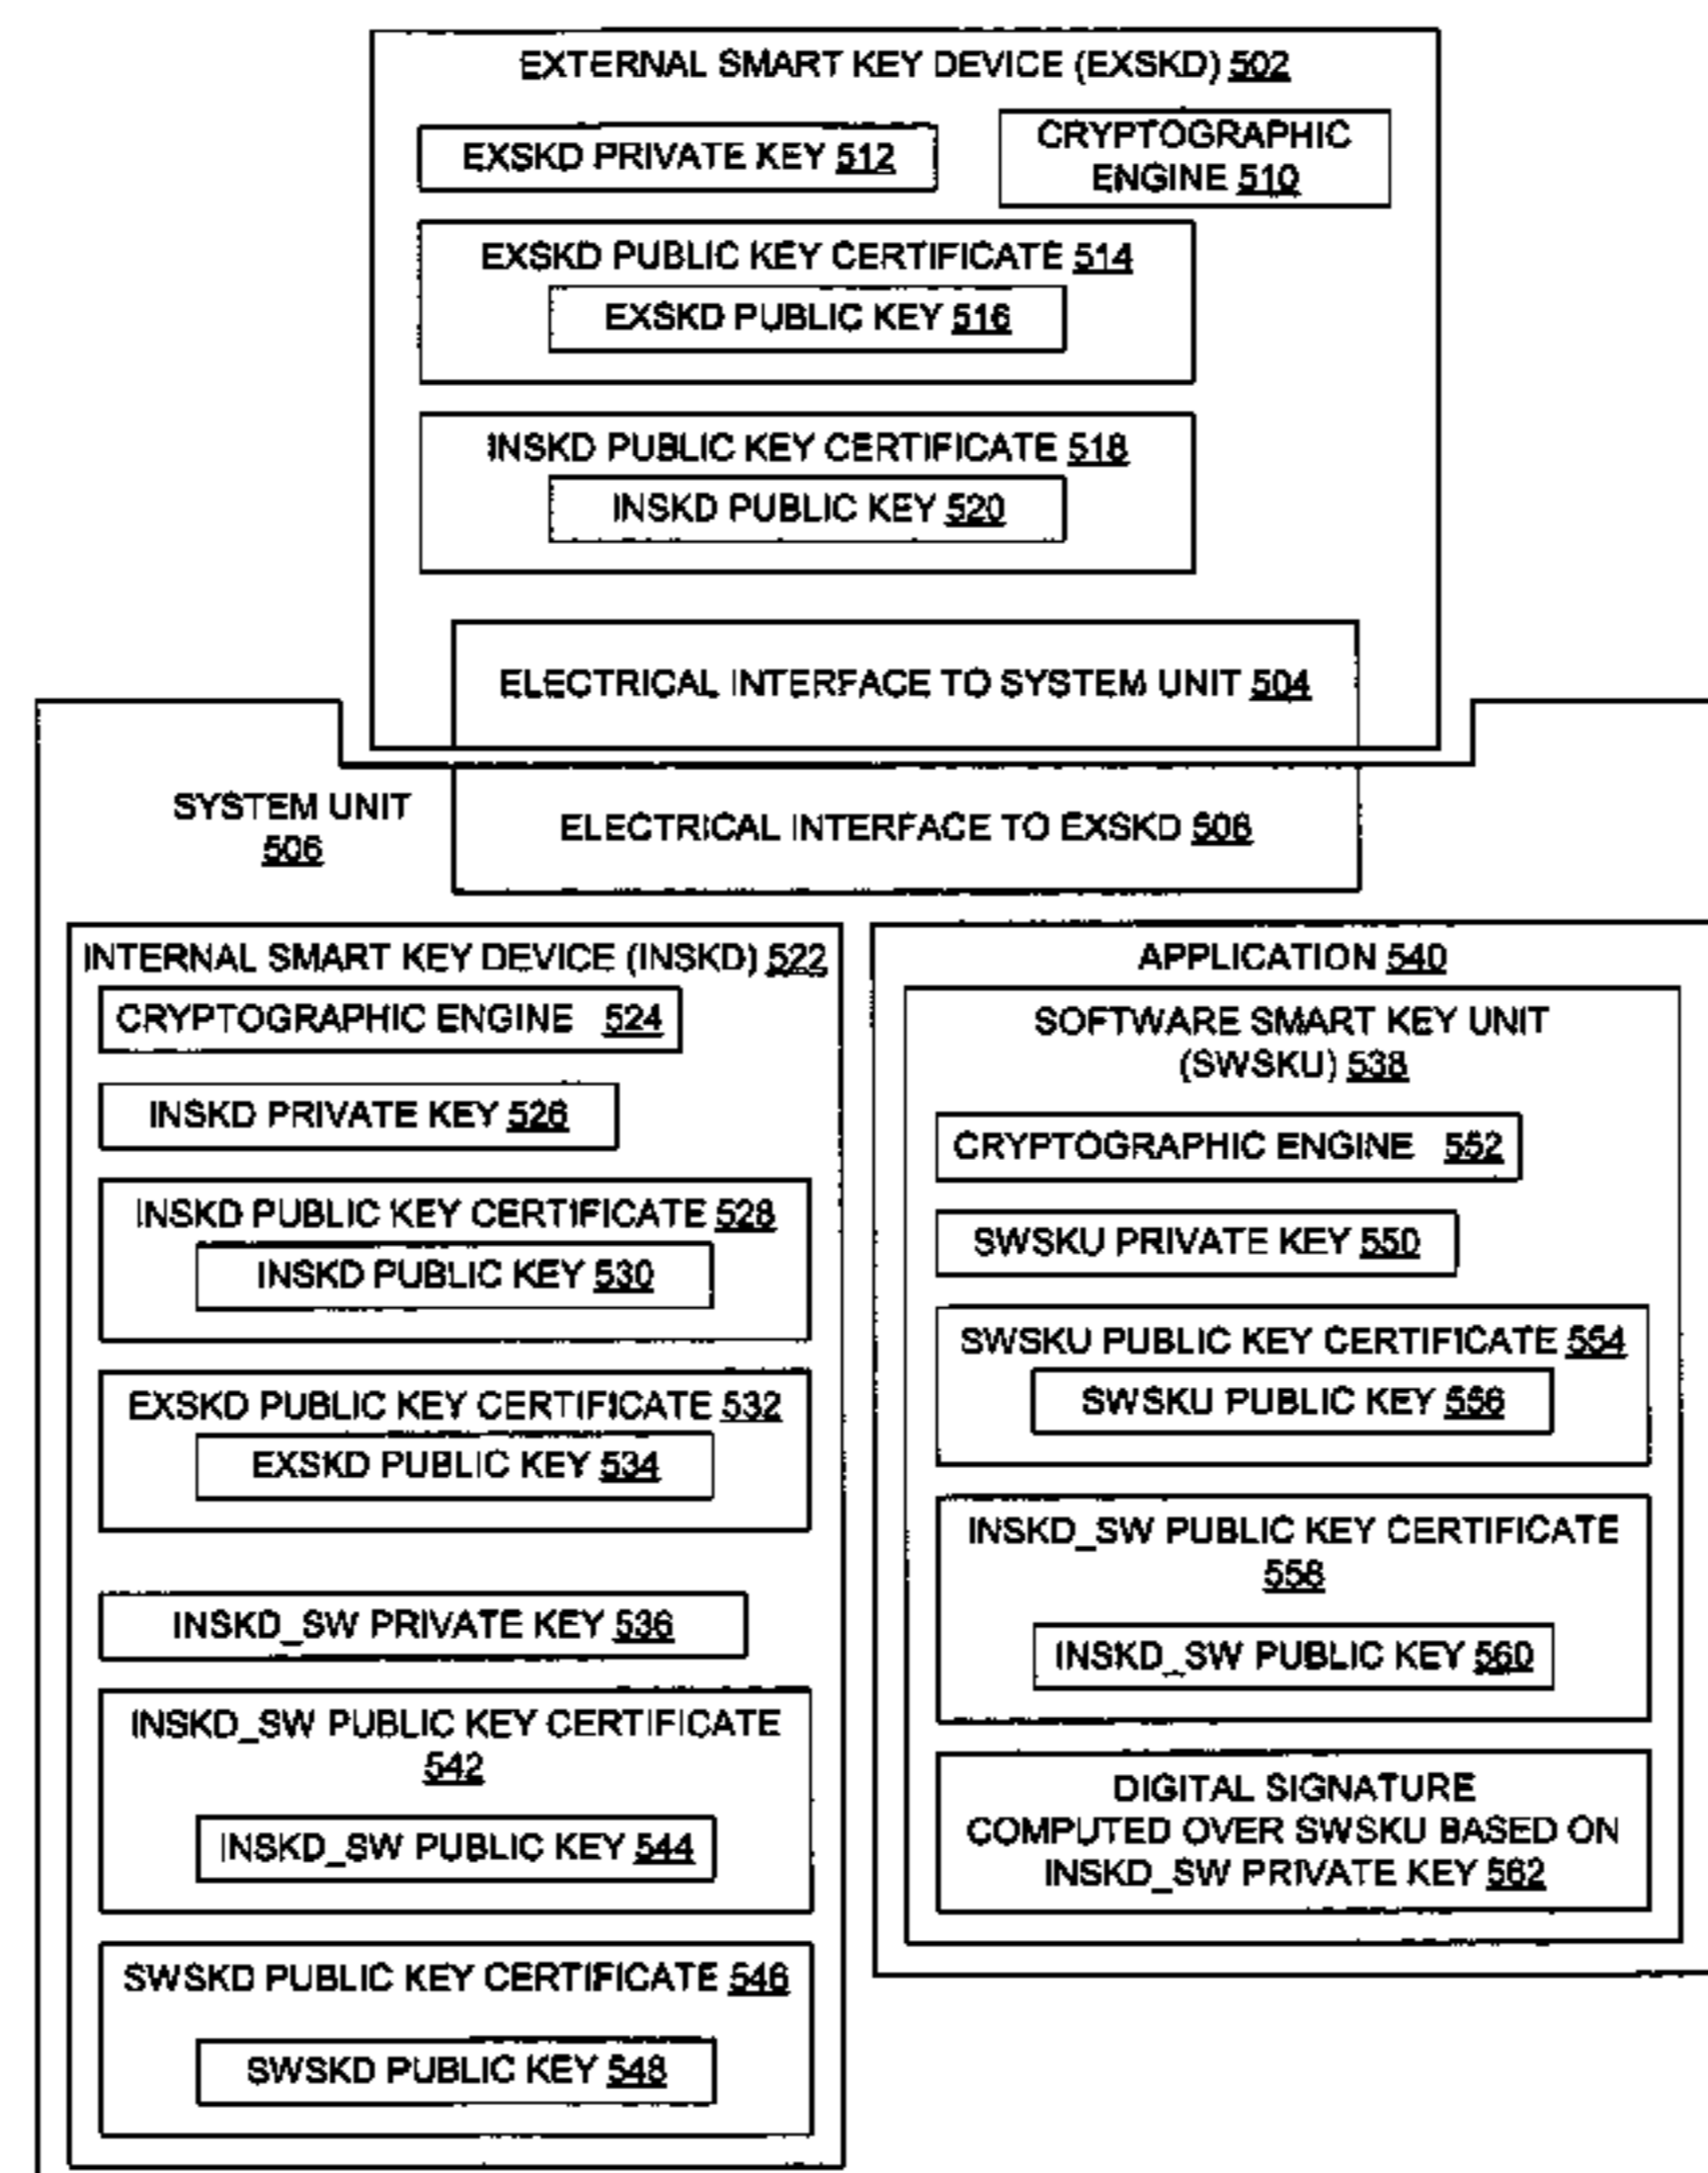 EXTERNAL SMART KEY DEVICE (EXSKD) 502
EXSKD PRIVATE KEY 512
CRYPTOGRAPHIC
ENGINE 510
EXSKD PUBLIC KEY CERTIFICATE 514
EXSKD PUBLIC KEY 516
INSKD PUBLIC KEY CERTIFICATE 518
INSKD PUBLIC KEY 520
ELECTRICAL INTERFACE TO SYSTEM UNIT 504
SYSTEM UNIT
506
ELECTRICAL INTERFACE TO EXSKD 508
INTERNAL SMART KEY DEVICE (INSKD) 522
CRYPTOGRAPHIC ENGINE 524
INSKD PRIVATE KEY 526
INSKD PUBLIC KEY CERTIFICATE 528
INSKD PUBLIC KEY 530
EXSKD PUBLIC KEY CERTIFICATE 532
EXSKD PUBLIC KEY 534
INSKD_SW PRIVATE KEY 536
INSKD_SW PUBLIC KEY CERTIFICATE
542
INSKD_SW PUBLIC KEY 544
SWSKD PUBLIC KEY CERTIFICATE 546
SWSKD PUBLIC KEY 548
APPLICATION 540
SOFTWARE SMART KEY UNIT
(SWSKU) 538
CRYPTOGRAPHIC ENGINE 552
SWSKU PRIVATE KEY 550
SWSKU PUBLIC KEY CERTIFICATE 554
SWSKU PUBLIC KEY 556
INSKD_SW PUBLIC KEY CERTIFICATE
558
INSKD_SW PUBLIC KEY 560
DIGITAL SIGNATURE
COMPUTED OVER SWSKU BASED ON
INSKD_SW PRIVATE KEY 562